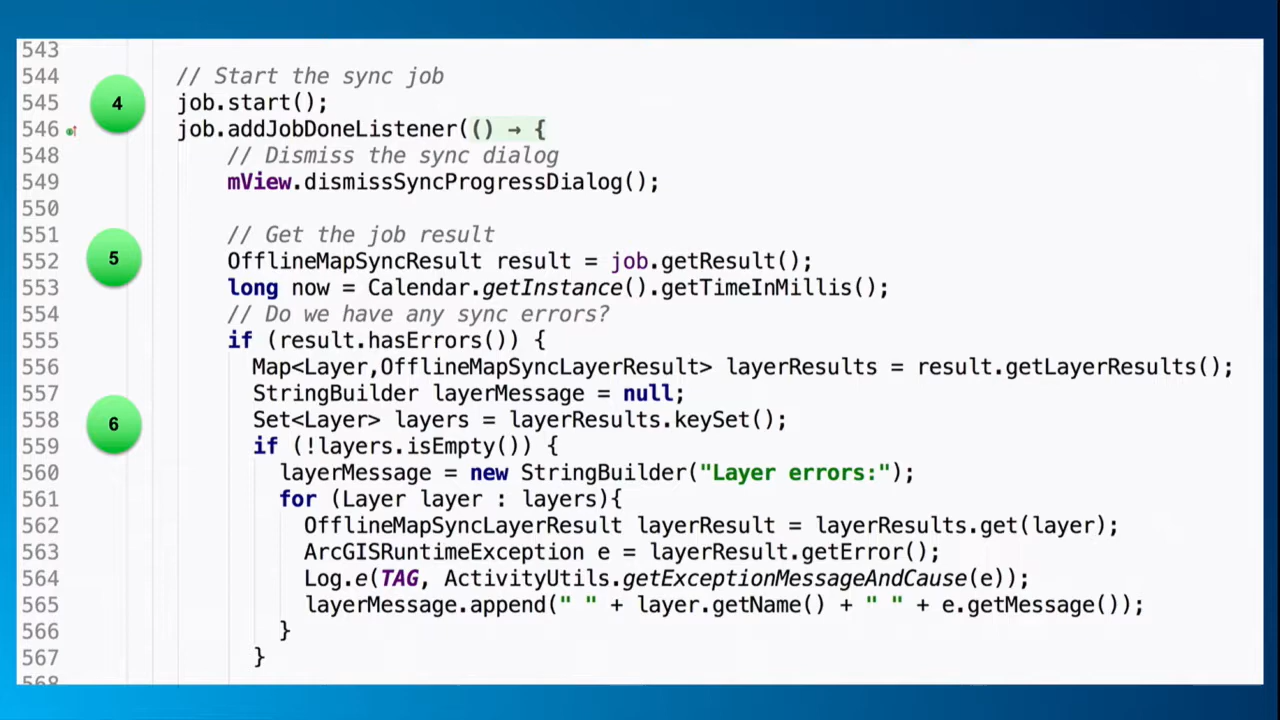 543
544 // Start the sync job
4
545 job.start();
546 job.addJobDoneListener(() → {
548 // Dismiss the sync dialog
549 mView.dismissSyncProgressDialog();
550
551 // Get the job result
5
552 OfflineMapSyncResult result = job.getResult();
553 long now = Calendar.getInstance().getTimeInMillis();
554 // Do we have any sync errors?
555 if (result.hasErrors()) {
556 Map<Layer,OfflineMapSyncLayerResult> layerResults = result.getLayerResults();
557 StringBuilder layerMessage = null;
6
558 Set<Layer> layers = layerResults.keySet();
559 if (!layers.isEmpty()) {
560 layerMessage = new StringBuilder("Layer errors:");
561 for (Layer layer : layers){
562 OfflineMapSyncLayerResult layerResult = layerResults.get(layer);
563 ArcGISRuntimeException e = layerResult.getError();
564 Log.e(TAG, ActivityUtils.getExceptionMessageAndCause(e));
565 layerMessage.append(" " + layer.getName() + " " + e.getMessage());
566 }
567 }
568